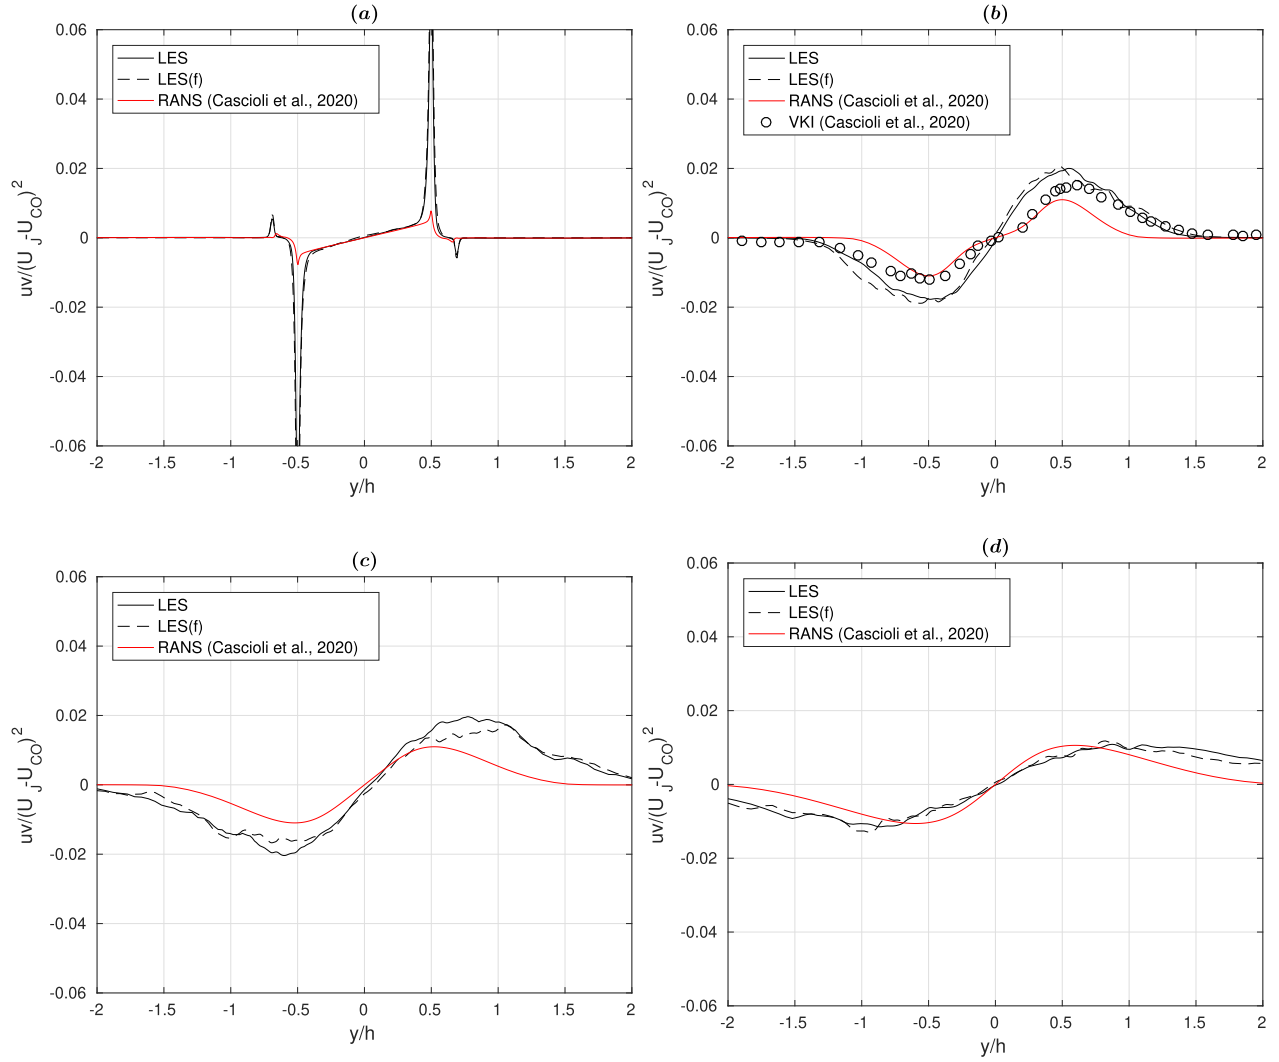 (a)
0.06
0.04
0.02
0
-0.02
-0.04
-0.06
uv/(U_J-U_CO)^2
LES
LES(f)
RANS (Cascioli et al., 2020)
-2 -1.5 -1 -0.5 0 0.5 1 1.5 2
y/h
(b)
0.06
0.04
0.02
0
-0.02
-0.04
-0.06
uv/(U_J-U_CO)^2
LES
LES(f)
RANS (Cascioli et al., 2020)
VKI (Cascioli et al., 2020)
-2 -1.5 -1 -0.5 0 0.5 1 1.5 2
y/h
(c)
0.06
0.04
0.02
0
-0.02
-0.04
-0.06
uv/(U_J-U_CO)^2
LES
LES(f)
RANS (Cascioli et al., 2020)
-2 -1.5 -1 -0.5 0 0.5 1 1.5 2
y/h
(d)
0.06
0.04
0.02
0
-0.02
-0.04
-0.06
uv/(U_J-U_CO)^2
LES
LES(f)
RANS (Cascioli et al., 2020)
-2 -1.5 -1 -0.5 0 0.5 1 1.5 2
y/h